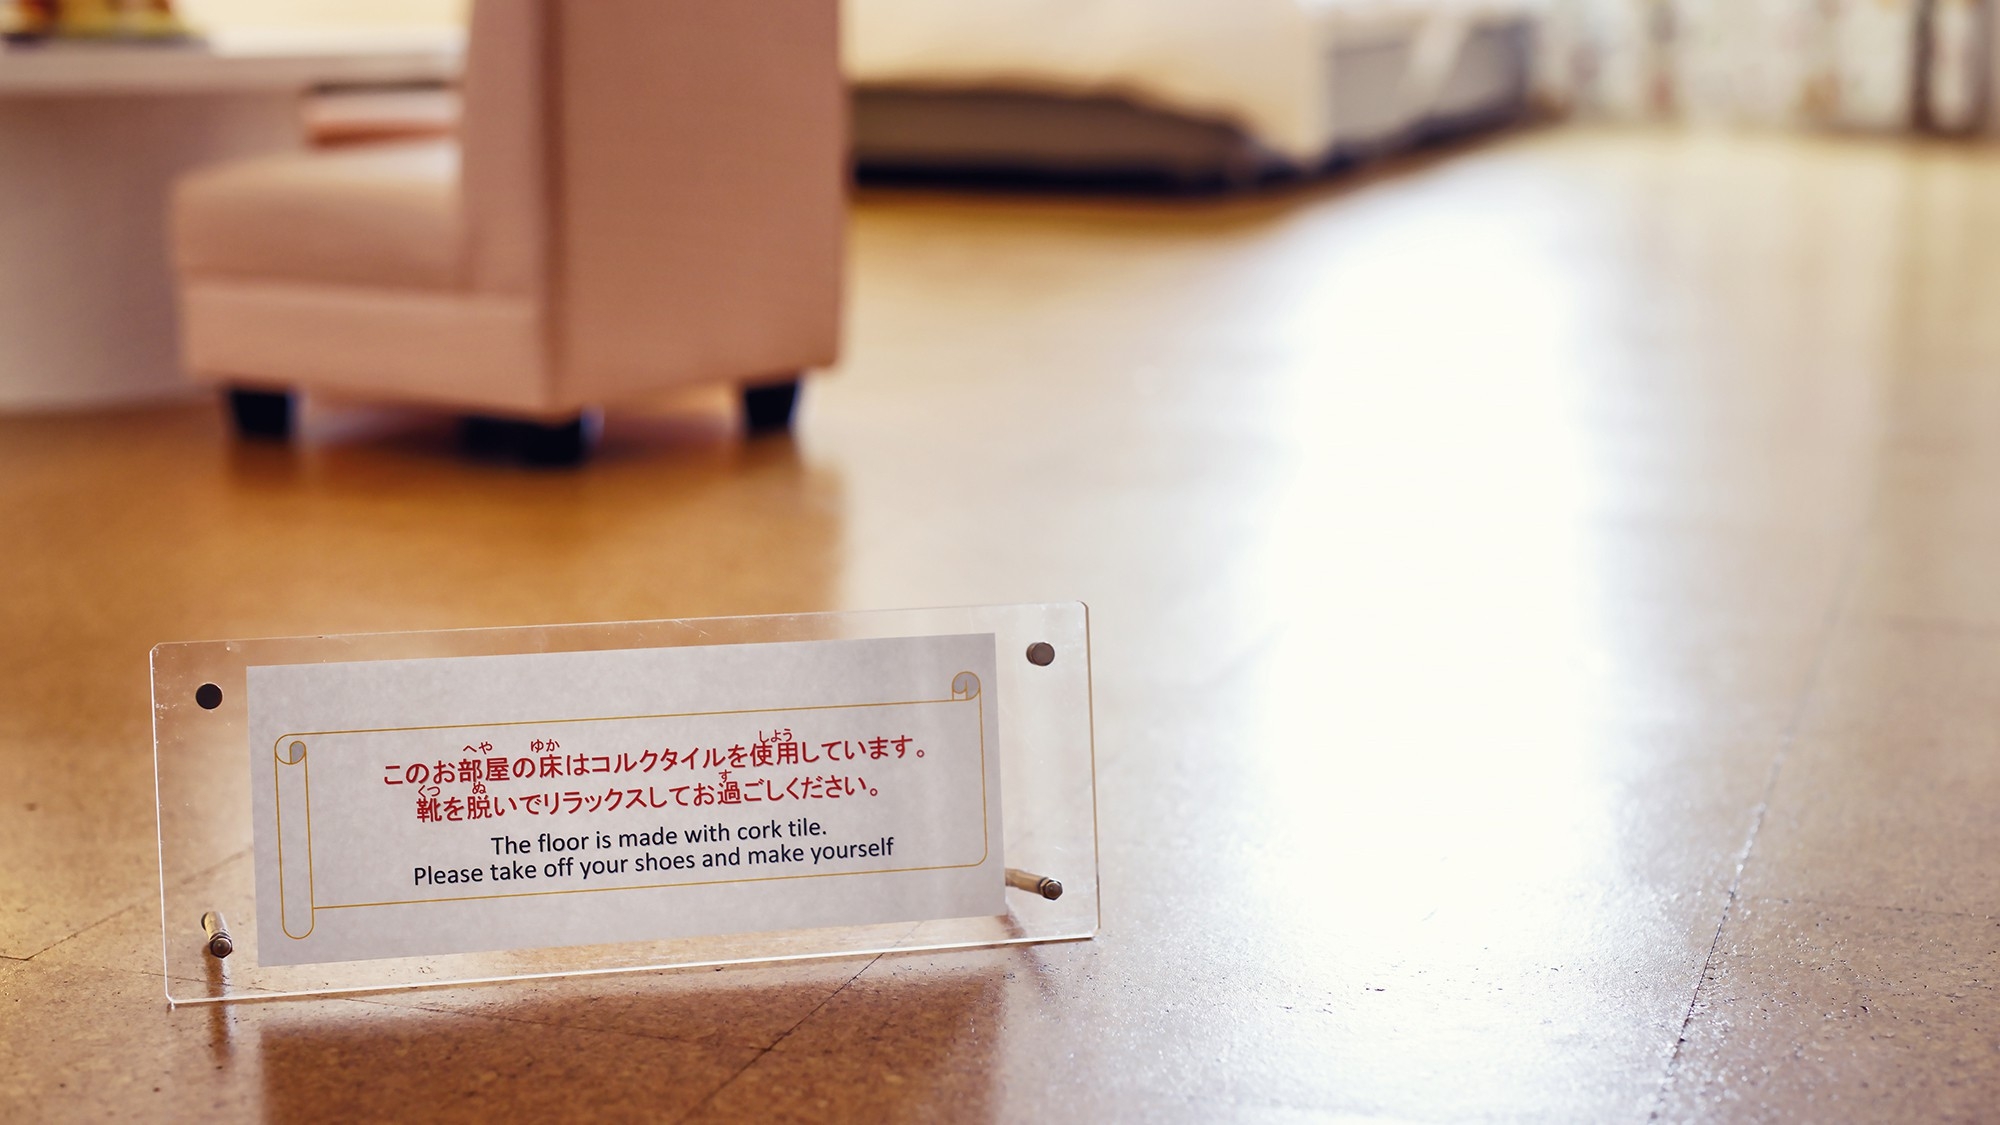 このお部屋の床はコルクタイルを使用しています。
靴を脱いでリラックスしてお過ごしください。
The floor is made with cork tile.
Please take off your shoes and make yourself